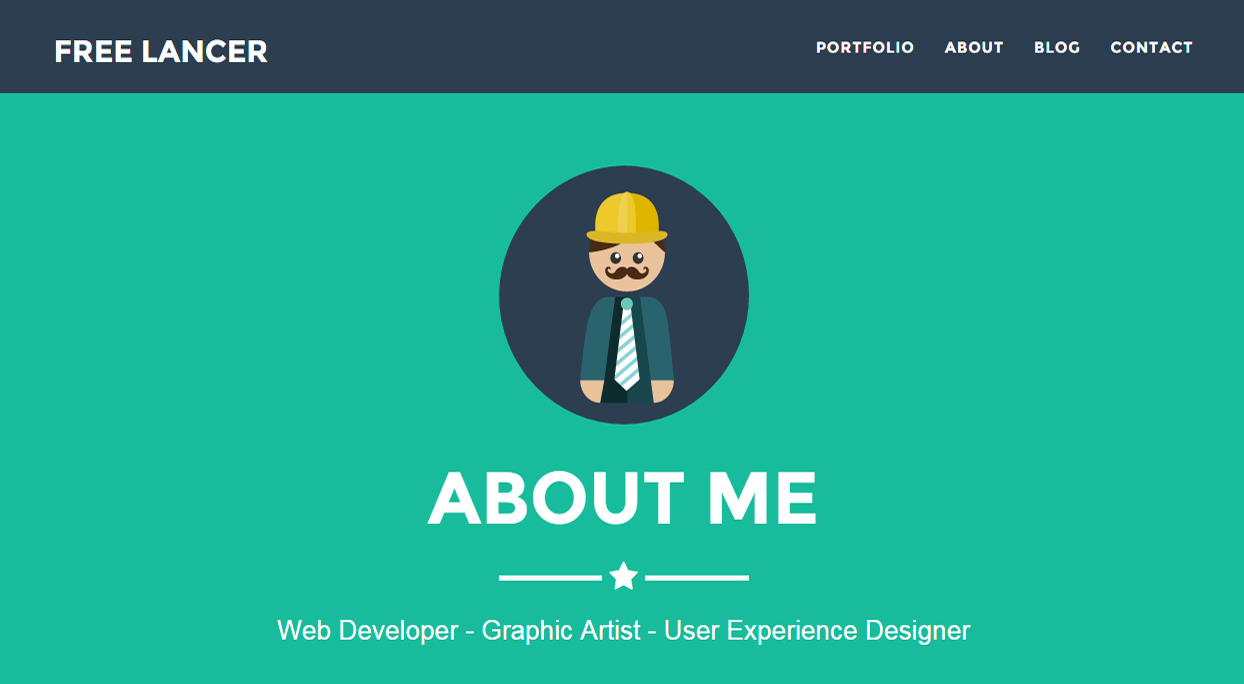 FREE LANCER
PORTFOLIO ABOUT BLOG CONTACT
ABOUT ME
Web Developer - Graphic Artist - User Experience Designer